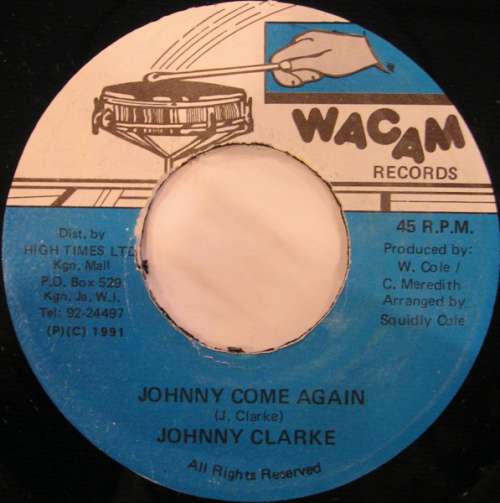 WACAM
RECORDS
Dist. by
HIGH TIMES LTD
Kgn. Mall
P.O. Box 529
Kgn. Ja. W.I.
Tel: 92-24497
(P)(C) 1991
45 R.P.M.
Produced by:
W. Cole /
C. Meredith
Arranged by
Squidly Cole
JOHNNY COME AGAIN
(J. Clarke)
JOHNNY CLARKE
All Rights Reserved